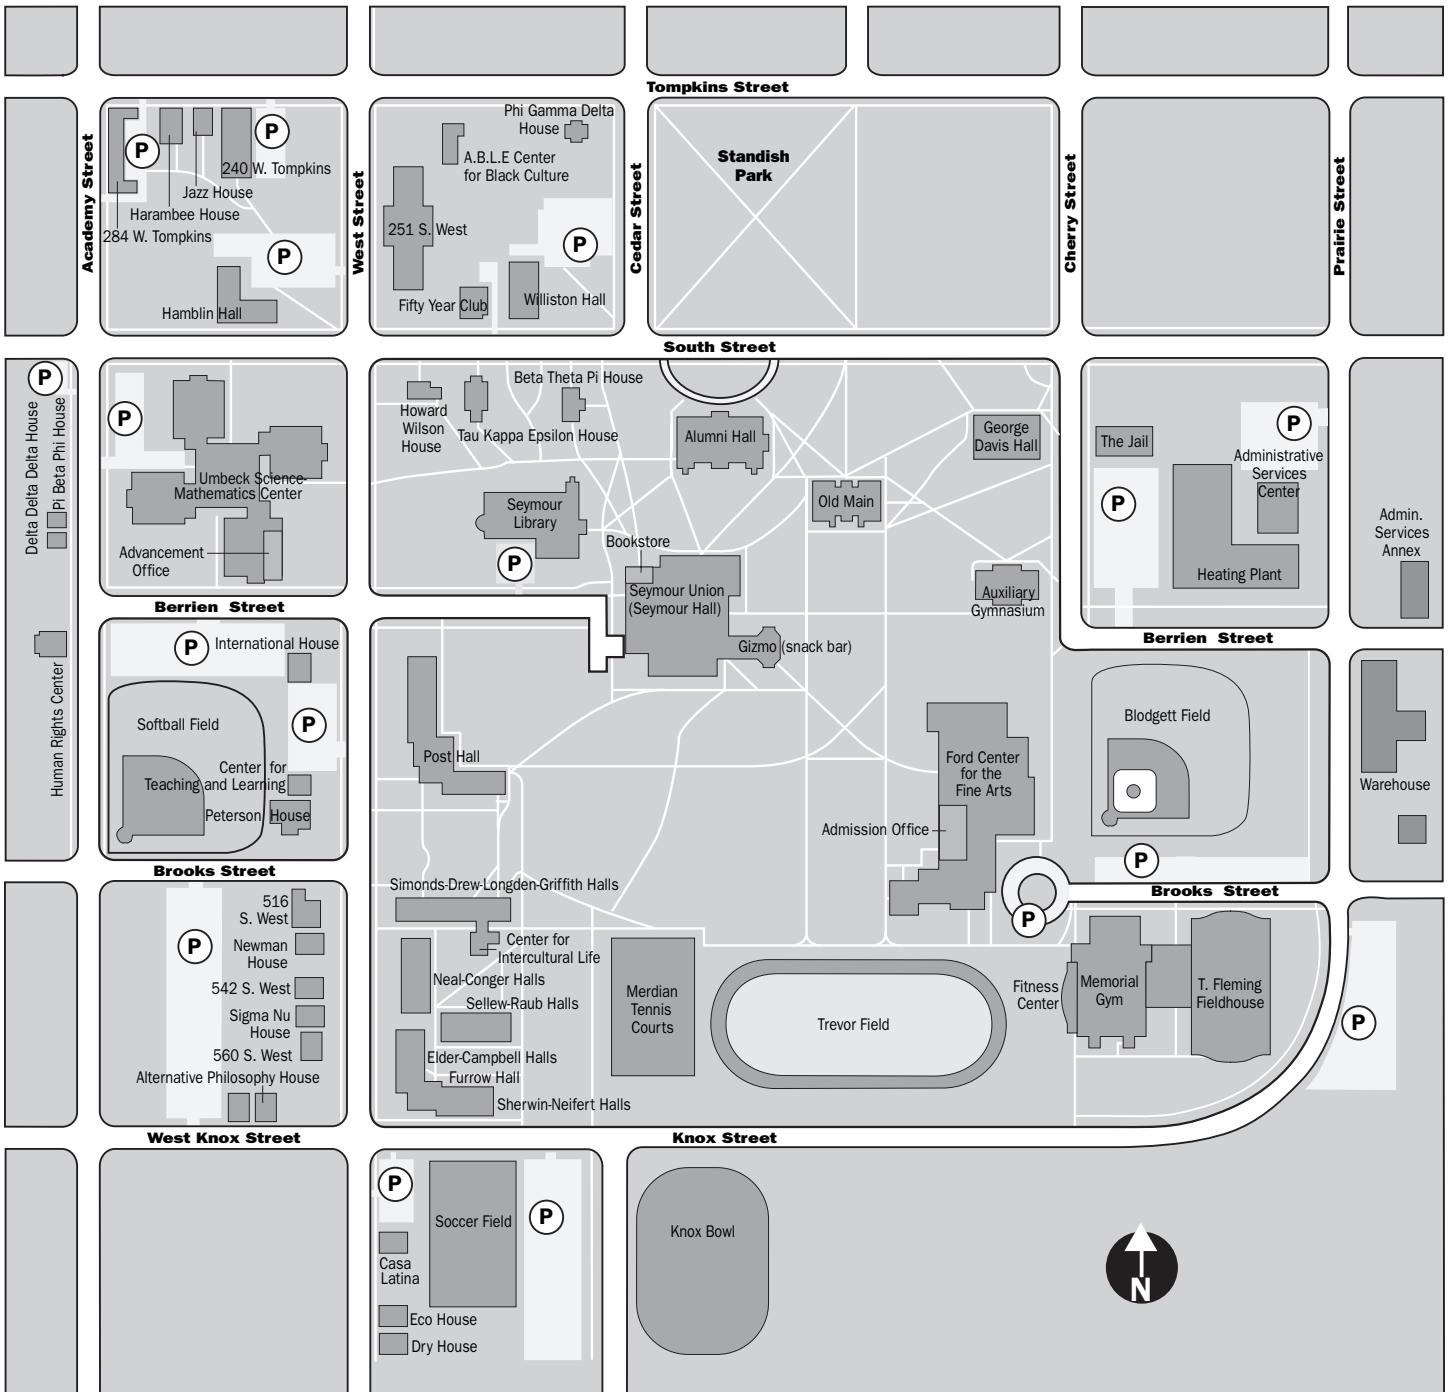 Tompkins Street
Academy Street
West Street
Cedar Street
Cherry Street
Prairie Street
P
P
240 W. Tompkins
Jazz House
Harambee House
284 W. Tompkins
P
Hamblin Hall
Phi Gamma Delta
House
A.B.L.E Center
for Black Culture
251 S. West
P
Fifty Year Club
Williston Hall
Standish
Park
South Street
P
Delta Delta Delta House
Pi Beta Phi House
Human Rights Center
P
Umbeck Science-
Mathematics Center
Advancement
Office
Berrien Street
Howard
Wilson
House
Beta Theta Pi House
Tau Kappa Epsilon House
Alumni Hall
George
Davis Hall
Old Main
Seymour
Library
P
Bookstore
Seymour Union
(Seymour Hall)
Gizmo (snack bar)
Auxiliary
Gymnasium
The Jail
P
P
Administrative
Services
Center
Heating Plant
Admin.
Services
Annex
Berrien Street
P
International House
Softball Field
P
Center for
Teaching and Learning
Peterson House
Brooks Street
Post Hall
Ford Center
for the
Fine Arts
Admission Office
Blodgett Field
P
Warehouse
Brooks Street
P
516
S. West
P
Newman
House
542 S. West
Sigma Nu
House
560 S. West
Alternative Philosophy House
West Knox Street
Simonds-Drew-Longden-Griffith Halls
Center for
Intercultural Life
Neal-Conger Halls
Sellew-Raub Halls
Elder-Campbell Halls
Furrow Hall
Sherwin-Neifert Halls
Merdian
Tennis
Courts
Trevor Field
Fitness
Center
Memorial
Gym
T. Fleming
Fieldhouse
P
Knox Street
P
Soccer Field
P
Casa
Latina
Eco House
Dry House
Knox Bowl
N